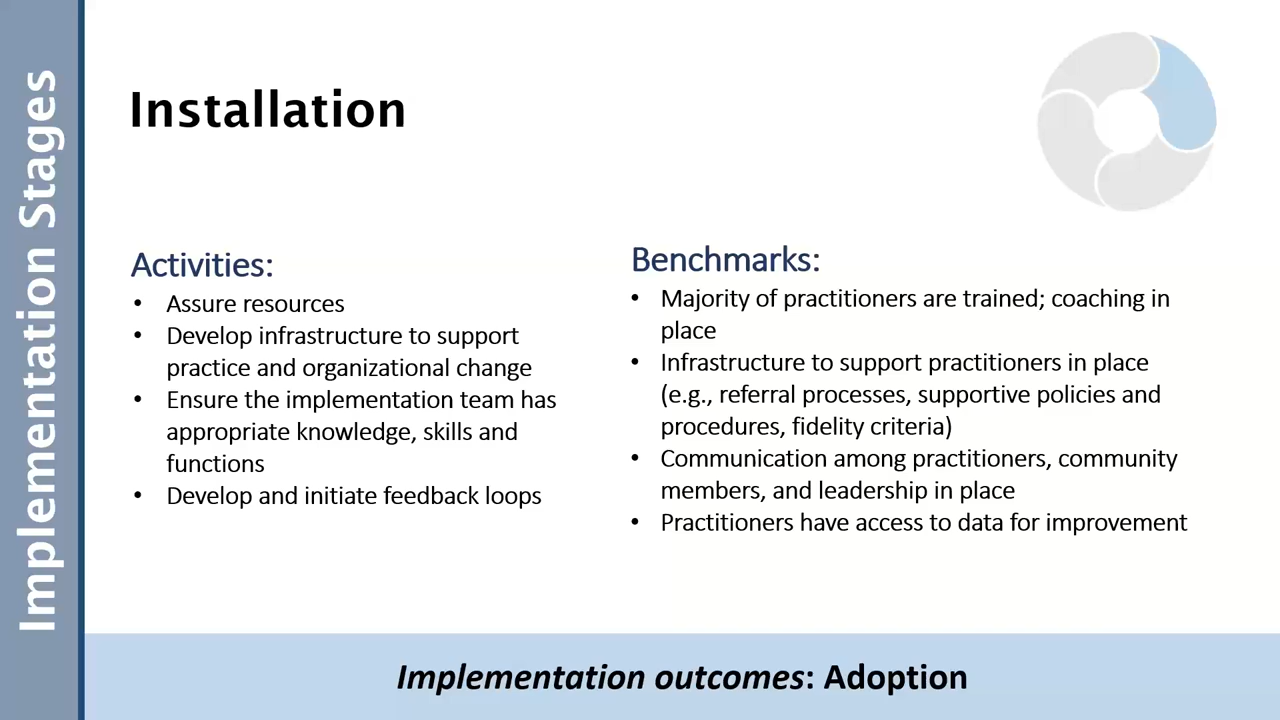 Implementation Stages
Installation
Activities:
• Assure resources
• Develop infrastructure to support
practice and organizational change
• Ensure the implementation team has
appropriate knowledge, skills and
functions
• Develop and initiate feedback loops
Benchmarks:
• Majority of practitioners are trained; coaching in
place
• Infrastructure to support practitioners in place
(e.g., referral processes, supportive policies and
procedures, fidelity criteria)
• Communication among practitioners, community
members, and leadership in place
• Practitioners have access to data for improvement
Implementation outcomes: Adoption